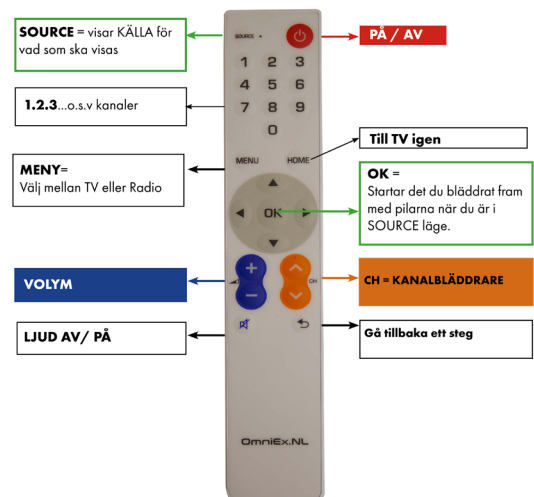 SOURCE = visar KÄLLA för
vad som ska visas
PÅ / AV
SOURCE
1 2 3
4 5 6
7 8 9
0
1.2.3...o.s.v kanaler
Till TV igen
MENU HOME
MENY=
Välj mellan TV eller Radio
OK =
Startar det du bläddrat fram
med pilarna när du är i
SOURCE läge.
OK
VOLYM
+
−
CH
CH = KANALBLÄDDRARE
LJUD AV/ PÅ
Gå tillbaka ett steg
OmniEx.NL